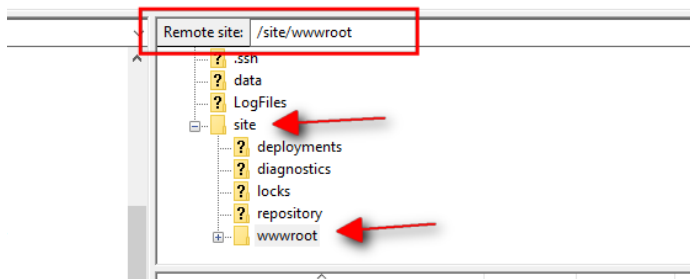 Remote site: /site/wwwroot
.ssh
data
LogFiles
site
deployments
diagnostics
locks
repository
wwwroot